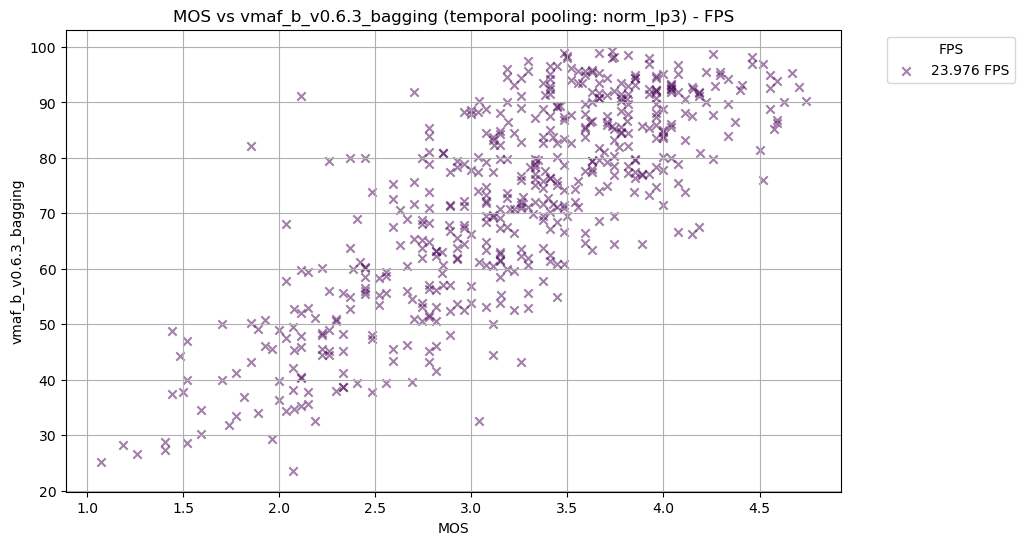 MOS vs vmaf_b_v0.6.3_bagging (temporal pooling: norm_lp3) - FPS
FPS
23.976 FPS
vmaf_b_v0.6.3_bagging
100
90
80
70
60
50
40
30
20
1.0 1.5 2.0 2.5 3.0 3.5 4.0 4.5
MOS